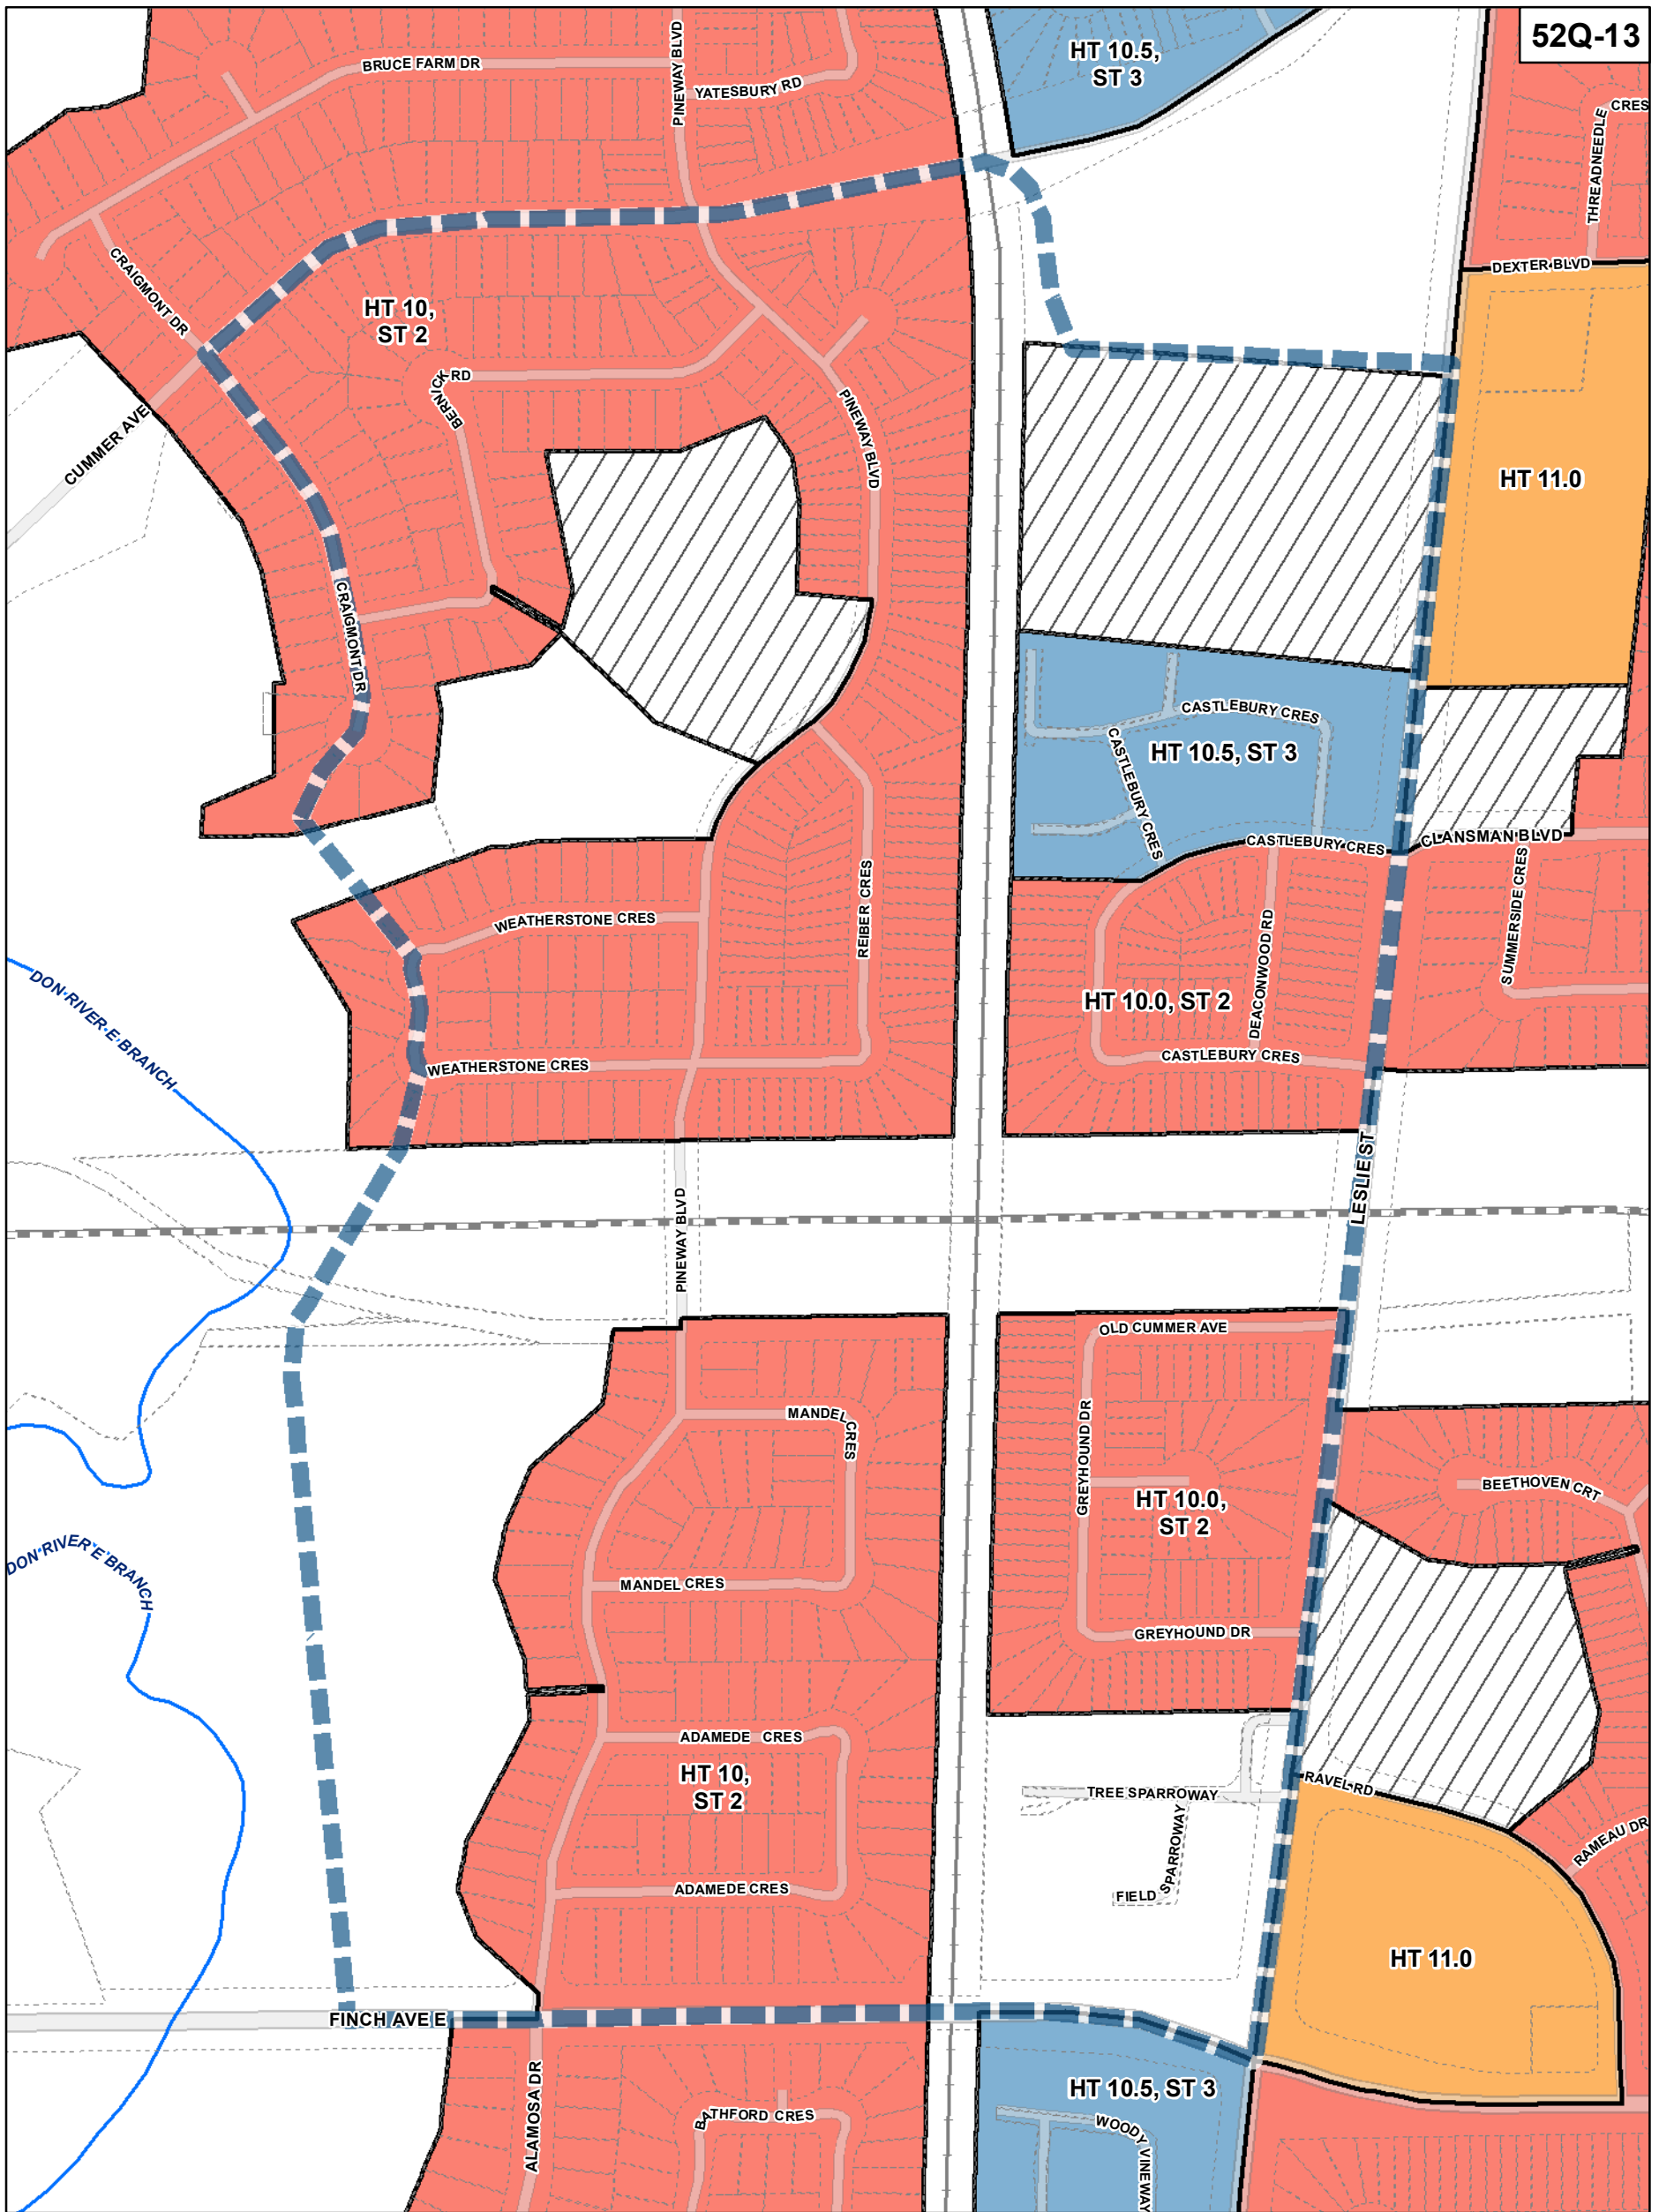 52Q-13
HT 10.5,
ST 3
BRUCE FARM DR
PINEWAY BLVD
YATESBURY RD
CRES
THREADNEEDLE
DEXTER BLVD
CRAIGMONT DR
HT 10,
ST 2
BERNICK RD
CUMMER AVE
PINEWAY BLVD
HT 11.0
CRAIGMONT DR
CASTLEBURY CRES
HT 10.5, ST 3
CASTLEBURY CRES
CASTLEBURY CRES
CLANSMAN BLVD
WEATHERSTONE CRES
REIBER CRES
SUMMERSIDE CRES
DEACONWOOD RD
HT 10.0, ST 2
DON RIVER E BRANCH
CASTLEBURY CRES
WEATHERSTONE CRES
LESLIE ST
PINEWAY BLVD
OLD CUMMER AVE
MANDEL CRES
GREYHOUND DR
HT 10.0,
ST 2
BEETHOVEN CRT
DON RIVER E BRANCH
MANDEL CRES
GREYHOUND DR
ADAMEDE CRES
HT 10,
ST 2
TREE SPARROWAY
RAVEL RD
RAMEAU DR
FIELD SPARROWAY
ADAMEDE CRES
HT 11.0
FINCH AVE E
ALAMOSA DR
BATHFORD CRES
HT 10.5, ST 3
WOODY VINEWAY